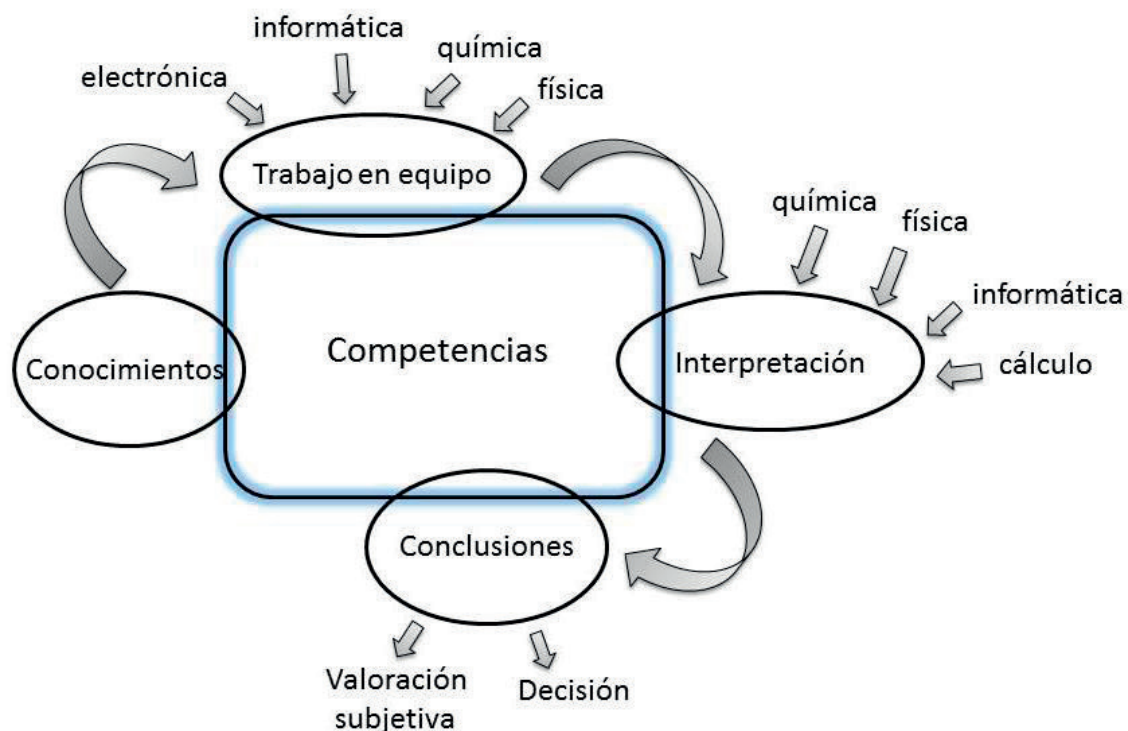 informática
química
electrónica
física
Trabajo en equipo
química
física
informática
Conocimientos
Competencias
Interpretación
cálculo
Conclusiones
Valoración
subjetiva
Decisión